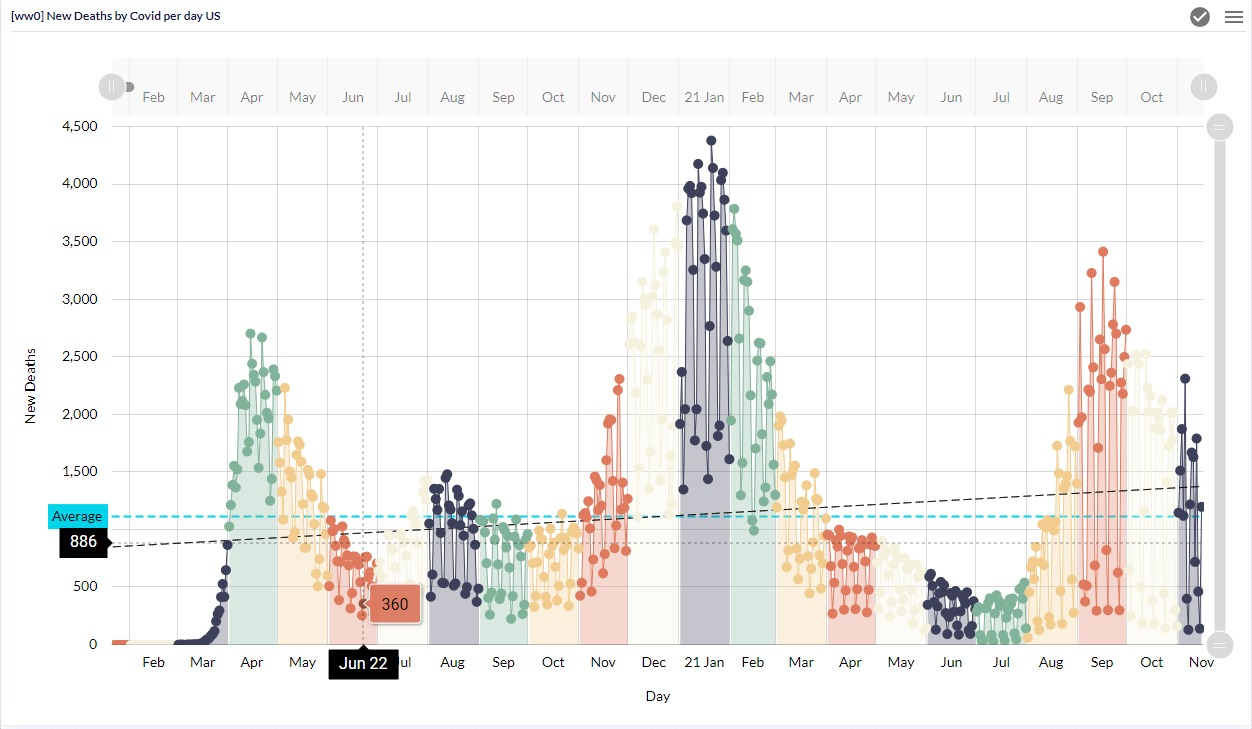 [ww0] New Deaths by Covid per day US
Feb Mar Apr May Jun Jul Aug Sep Oct Nov Dec 21 Jan Feb Mar Apr May Jun Jul Aug Sep Oct
4,500
4,000
3,500
3,000
2,500
2,000
1,500
Average
886
500
0
New Deaths
360
Feb Mar Apr May Jun 22 ul Aug Sep Oct Nov Dec 21 Jan Feb Mar Apr May Jun Jul Aug Sep Oct Nov
Day